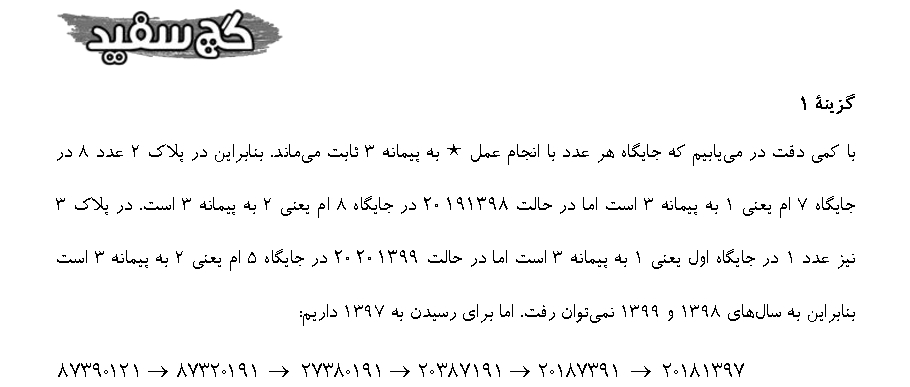 گچ سفید
گزینهٔ ۱
با کمی دقت در می‌یابیم که جایگاه هر عدد با انجام عمل ★ به پیمانه ۳ ثابت می‌ماند. بنابراین در پلاک ۲ عدد ۸ در
جایگاه ۷ ام یعنی ۱ به پیمانه ۳ است اما در حالت ۲۰۱۹۱۳۹۸ در جایگاه ۸ ام یعنی ۲ به پیمانه ۳ است. در پلاک ۳
نیز عدد ۱ در جایگاه اول یعنی ۱ به پیمانه ۳ است اما در حالت ۲۰۲۰۱۳۹۹ در جایگاه ۵ ام یعنی ۲ به پیمانه ۳ است
بنابراین به سال‌های ۱۳۹۸ و ۱۳۹۹ نمی‌توان رفت. اما برای رسیدن به ۱۳۹۷ داریم:
۸۷۳۹۰۱۲۱ → ۸۷۳۲۰۱۹۱ → ۲۷۳۸۰۱۹۱ → ۲۰۳۸۷۱۹۱ → ۲۰۱۸۷۳۹۱ → ۲۰۱۸۱۳۹۷